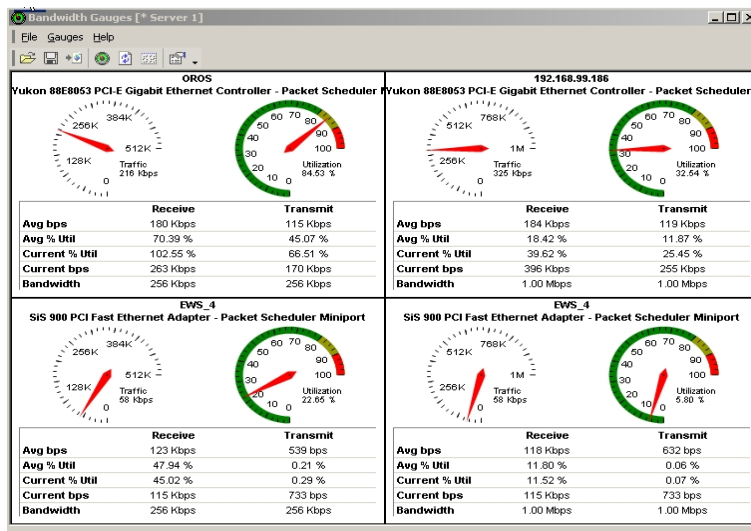 Bandwidth Gauges [* Server 1]
File Gauges Help
OROS
Yukon 88E8053 PCI-E Gigabit Ethernet Controller - Packet Scheduler
0 128K 256K 384K 512K
Traffic
216 Kbps
0 10 20 30 40 50 60 70 80 90 100
Utilization
84.53 %
Receive Transmit
Avg bps 180 Kbps 115 Kbps
Avg % Util 70.39 % 45.07 %
Current % Util 102.55 % 66.51 %
Current bps 263 Kbps 170 Kbps
Bandwidth 256 Kbps 256 Kbps
192.168.99.186
Yukon 88E8053 PCI-E Gigabit Ethernet Controller - Packet Scheduler
0 256K 512K 768K 1M
Traffic
325 Kbps
0 10 20 30 40 50 60 70 80 90 100
Utilization
32.54 %
Receive Transmit
Avg bps 184 Kbps 119 Kbps
Avg % Util 18.42 % 11.87 %
Current % Util 39.62 % 25.45 %
Current bps 396 Kbps 255 Kbps
Bandwidth 1.00 Mbps 1.00 Mbps
EWS_4
SiS 900 PCI Fast Ethernet Adapter - Packet Scheduler Miniport
0 128K 256K 384K 512K
Traffic
58 Kbps
0 10 20 30 40 50 60 70 80 90 100
Utilization
22.65 %
Receive Transmit
Avg bps 123 Kbps 539 bps
Avg % Util 47.94 % 0.21 %
Current % Util 45.02 % 0.29 %
Current bps 115 Kbps 733 bps
Bandwidth 256 Kbps 256 Kbps
EWS_4
SiS 900 PCI Fast Ethernet Adapter - Packet Scheduler Miniport
0 256K 512K 768K 1M
Traffic
58 Kbps
0 10 20 30 40 50 60 70 80 90 100
Utilization
5.80 %
Receive Transmit
Avg bps 118 Kbps 632 bps
Avg % Util 11.80 % 0.06 %
Current % Util 11.52 % 0.07 %
Current bps 115 Kbps 733 bps
Bandwidth 1.00 Mbps 1.00 Mbps